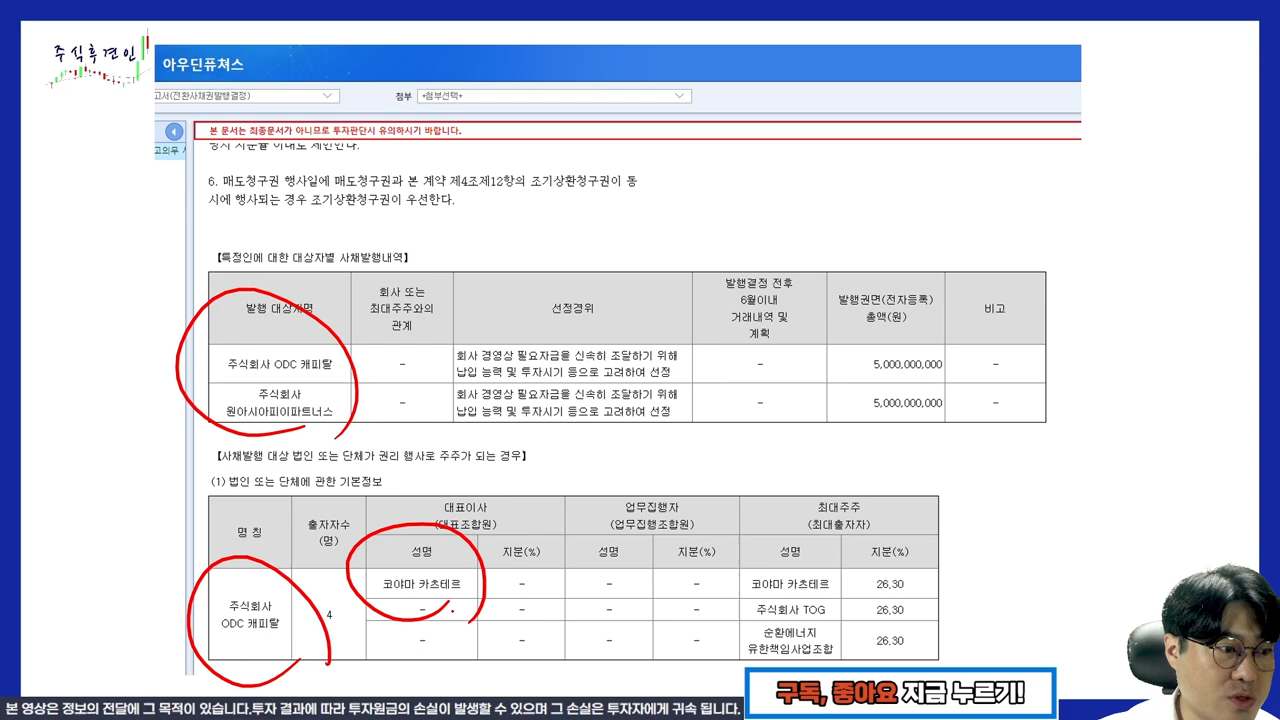 주식후견인
아우딘퓨쳐스
고서(전환사채권발행결정)
첨부
+첨부선택+
본 문서는 최종문서가 아니므로 투자판단시 유의하시기 바랍니다.
고의무 사
6. 매도청구권 행사일에 매도청구권과 본 계약 제4조제12항의 조기상환청구권이 동
시에 행사되는 경우 조기상환청구권이 우선한다.
【특정인에 대한 대상자별 사채발행내역】
발행 대상자명
회사 또는
최대주주와의
관계
선정경위
발행결정 전후
6월이내
거래내역 및
계획
발행권면(전자등록)
총액(원)
비고
주식회사 ODC 캐피탈
-
회사 경영상 필요자금을 신속히 조달하기 위해
납입 능력 및 투자시기 등으로 고려하여 선정
-
5,000,000,000
-
주식회사
원아시아피이파트너스
-
회사 경영상 필요자금을 신속히 조달하기 위해
납입 능력 및 투자시기 등으로 고려하여 선정
-
5,000,000,000
-
【사채발행 대상 법인 또는 단체가 권리 행사로 주주가 되는 경우】
(1) 법인 또는 단체에 관한 기본정보
명 칭
출자자수
(명)
대표이사
(대표조합원)
업무집행자
(업무집행조합원)
최대주주
(최대출자자)
성명
지분(%)
성명
지분(%)
성명
지분(%)
주식회사
ODC 캐피탈
4
코야마 카츠테르
-
-
-
코야마 카츠테르
26.30
-
-
-
-
주식회사 TOG
26.30
-
-
-
-
순환에너지
유한책임사업조합
26.30
구독, 좋아요 지금 누르기!
본 영상은 정보의 전달에 그 목적이 있습니다.투자 결과에 따라 투자원금의 손실이 발생할 수 있으며 그 손실은 투자자에게 귀속 됩니다.